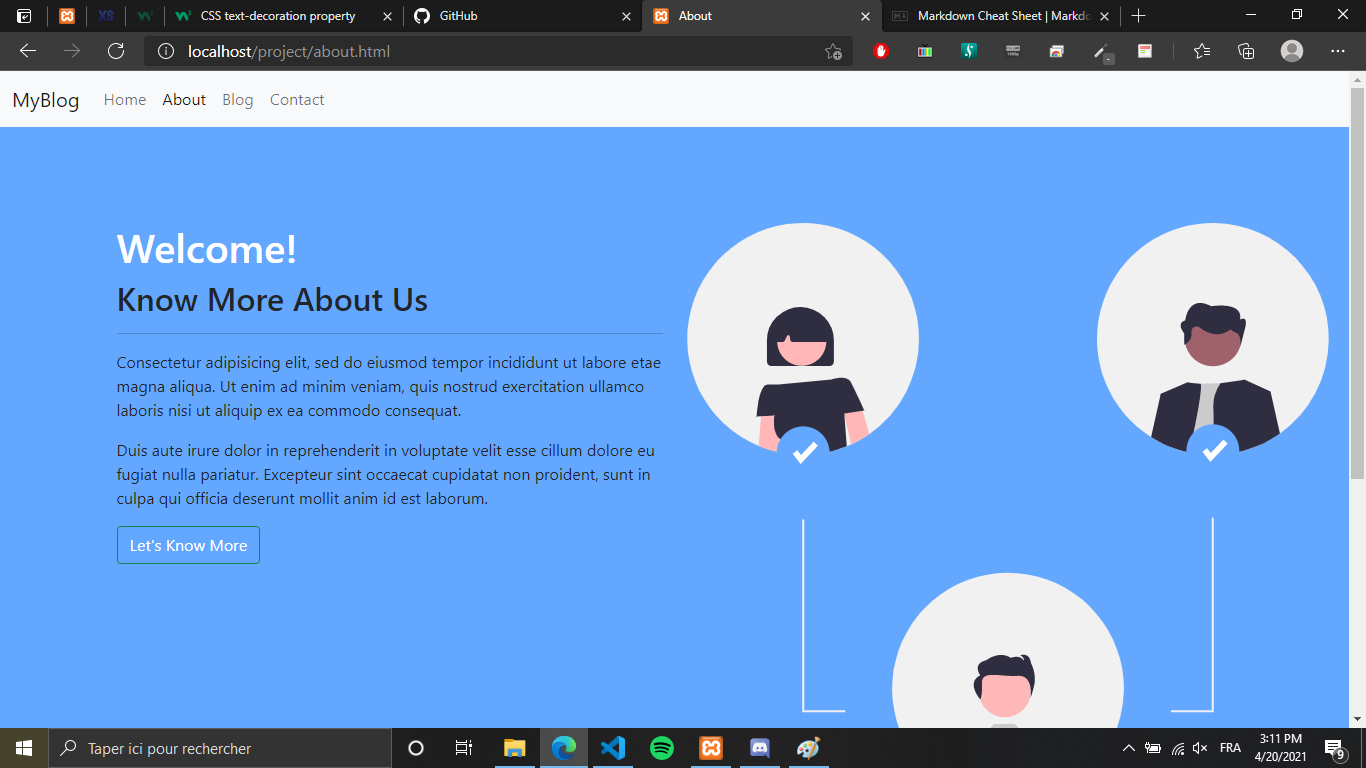 XS
CSS text-decoration property
GitHub
About
Markdown Cheat Sheet | Markdo
localhost/project/about.html
MyBlog
Home
About
Blog
Contact
Welcome!
Know More About Us
Consectetur adipisicing elit, sed do eiusmod tempor incididunt ut labore etae
magna aliqua. Ut enim ad minim veniam, quis nostrud exercitation ullamco
laboris nisi ut aliquip ex ea commodo consequat.
Duis aute irure dolor in reprehenderit in voluptate velit esse cillum dolore eu
fugiat nulla pariatur. Excepteur sint occaecat cupidatat non proident, sunt in
culpa qui officia deserunt mollit anim id est laborum.
Let's Know More
Taper ici pour rechercher
FRA
3:11 PM
4/20/2021
9